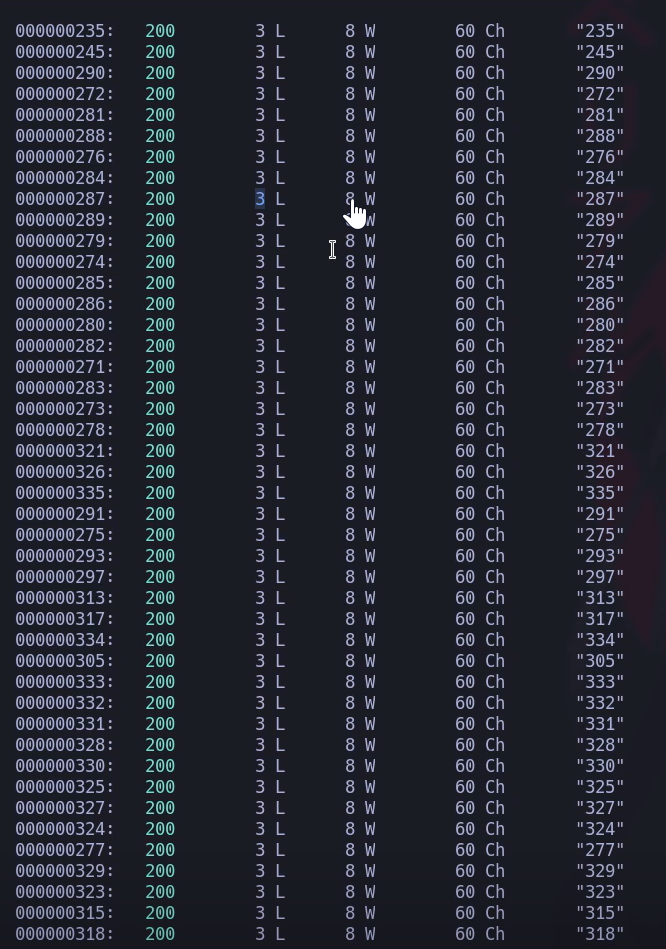 000000235: 200 3 L 8 W 60 Ch "235"
000000245: 200 3 L 8 W 60 Ch "245"
000000290: 200 3 L 8 W 60 Ch "290"
000000272: 200 3 L 8 W 60 Ch "272"
000000281: 200 3 L 8 W 60 Ch "281"
000000288: 200 3 L 8 W 60 Ch "288"
000000276: 200 3 L 8 W 60 Ch "276"
000000284: 200 3 L 8 W 60 Ch "284"
000000287: 200 3 L 8 W 60 Ch "287"
000000289: 200 3 L 8 W 60 Ch "289"
000000279: 200 3 L 8 W 60 Ch "279"
000000274: 200 3 L 8 W 60 Ch "274"
000000285: 200 3 L 8 W 60 Ch "285"
000000286: 200 3 L 8 W 60 Ch "286"
000000280: 200 3 L 8 W 60 Ch "280"
000000282: 200 3 L 8 W 60 Ch "282"
000000271: 200 3 L 8 W 60 Ch "271"
000000283: 200 3 L 8 W 60 Ch "283"
000000273: 200 3 L 8 W 60 Ch "273"
000000278: 200 3 L 8 W 60 Ch "278"
000000321: 200 3 L 8 W 60 Ch "321"
000000326: 200 3 L 8 W 60 Ch "326"
000000335: 200 3 L 8 W 60 Ch "335"
000000291: 200 3 L 8 W 60 Ch "291"
000000275: 200 3 L 8 W 60 Ch "275"
000000293: 200 3 L 8 W 60 Ch "293"
000000297: 200 3 L 8 W 60 Ch "297"
000000313: 200 3 L 8 W 60 Ch "313"
000000317: 200 3 L 8 W 60 Ch "317"
000000334: 200 3 L 8 W 60 Ch "334"
000000305: 200 3 L 8 W 60 Ch "305"
000000333: 200 3 L 8 W 60 Ch "333"
000000332: 200 3 L 8 W 60 Ch "332"
000000331: 200 3 L 8 W 60 Ch "331"
000000328: 200 3 L 8 W 60 Ch "328"
000000330: 200 3 L 8 W 60 Ch "330"
000000325: 200 3 L 8 W 60 Ch "325"
000000327: 200 3 L 8 W 60 Ch "327"
000000324: 200 3 L 8 W 60 Ch "324"
000000277: 200 3 L 8 W 60 Ch "277"
000000329: 200 3 L 8 W 60 Ch "329"
000000323: 200 3 L 8 W 60 Ch "323"
000000315: 200 3 L 8 W 60 Ch "315"
000000318: 200 3 L 8 W 60 Ch "318"